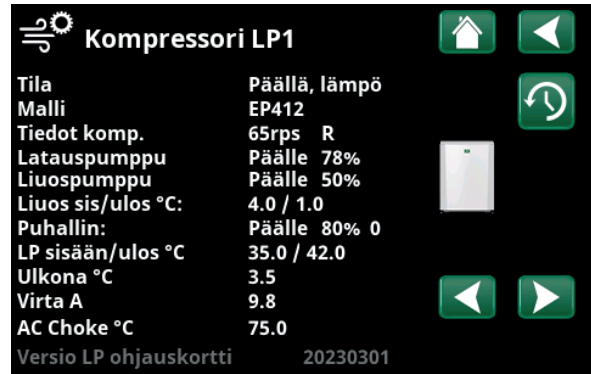 Kompressori LP1
Tila Päällä, lämpö
Malli EP412
Tiedot komp. 65rps R
Latauspumppu Päälle 78%
Liuospumppu Päälle 50%
Liuos sis/ulos °C: 4.0 / 1.0
Puhallin: Päälle 80% 0
LP sisään/ulos °C 35.0 / 42.0
Ulkona °C 3.5
Virta A 9.8
AC Choke °C 75.0
Versio LP ohjauskortti 20230301